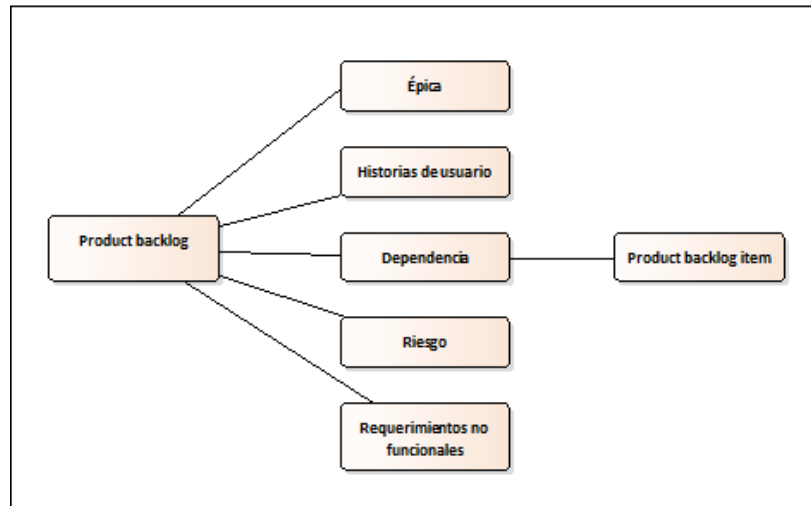 Épica
Historias de usuario
Product backlog
Dependencia
Product backlog item
Riesgo
Requerimientos no
funcionales